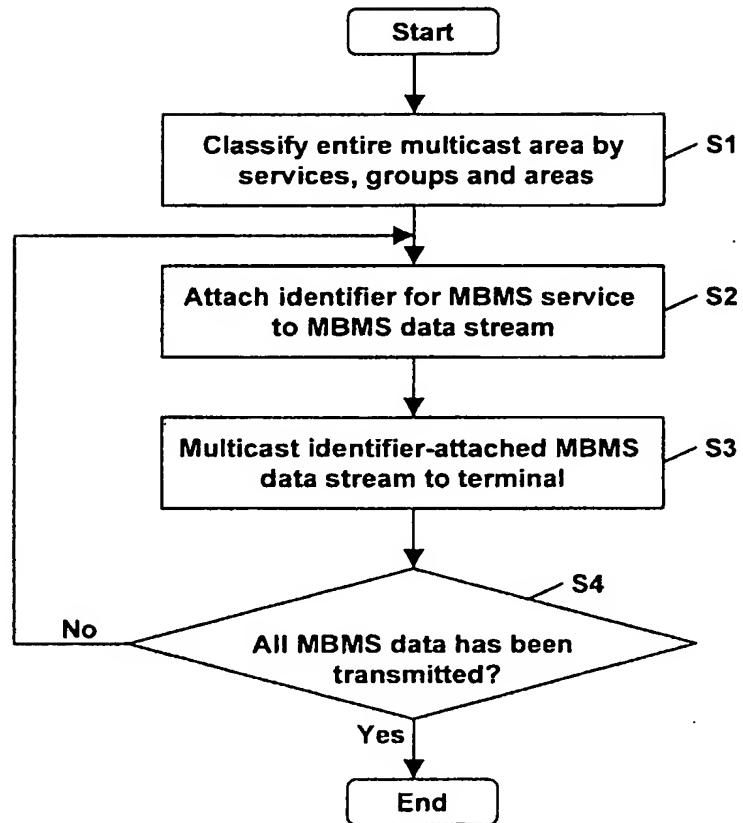 Start
Classify entire multicast area by
services, groups and areas
S1
Attach identifier for MBMS service
to MBMS data stream
S2
Multicast identifier-attached MBMS
data stream to terminal
S3
S4
No
All MBMS data has been
transmitted?
Yes
End